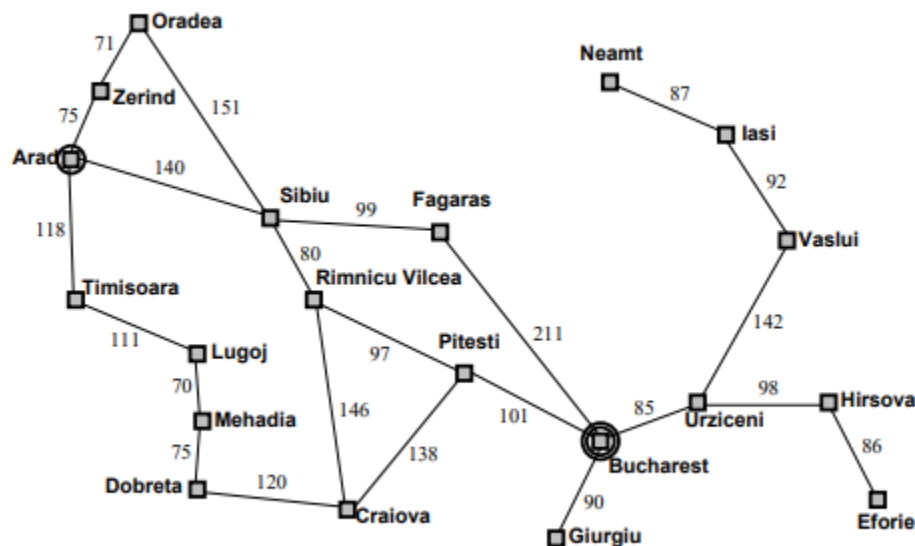 Oradea
71
Neamt
87
Zerind
151
75
Iasi
Arad
140
92
Sibiu
99
Fagaras
118
80
Vaslui
Timisoara
Rimnicu Vilcea
142
111
211
Lugoj
97
Pitesti
70
98
Hirsova
146
101
85
Urziceni
Mehadia
138
86
75
Bucharest
Dobreta
120
90
Craiova
Eforie
Giurgiu